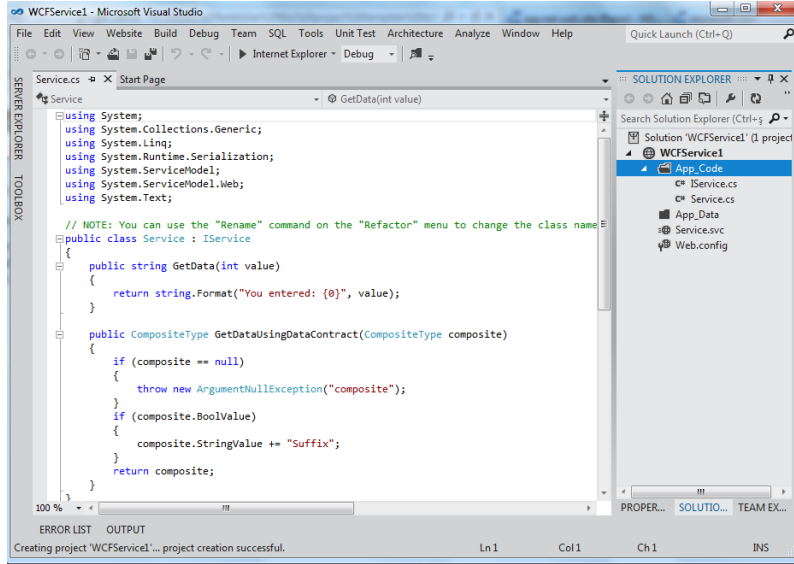 WCFService1 - Microsoft Visual Studio
File Edit View Website Build Debug Team SQL Tools Unit Test Architecture Analyze Window Help
Quick Launch (Ctrl+Q)
Internet Explorer Debug
SERVER EXPLORER
TOOLBOX
Service.cs Start Page
Service
GetData(int value)
using System;
using System.Collections.Generic;
using System.Linq;
using System.Runtime.Serialization;
using System.ServiceModel;
using System.ServiceModel.Web;
using System.Text;
// NOTE: You can use the "Rename" command on the "Refactor" menu to change the class name
public class Service : IService
{
public string GetData(int value)
{
return string.Format("You entered: {0}", value);
}
public CompositeType GetDataUsingDataContract(CompositeType composite)
{
if (composite == null)
{
throw new ArgumentNullException("composite");
}
if (composite.BoolValue)
{
composite.StringValue += "Suffix";
}
return composite;
}
}
100 %
SOLUTION EXPLORER
Search Solution Explorer (Ctrl+ş
Solution 'WCFService1' (1 project
WCFService1
App_Code
C# IService.cs
C# Service.cs
App_Data
Service.svc
Web.config
PROPER... SOLUTIO... TEAM EX...
ERROR LIST OUTPUT
Creating project 'WCFService1'... project creation successful.
Ln 1 Col 1 Ch 1 INS